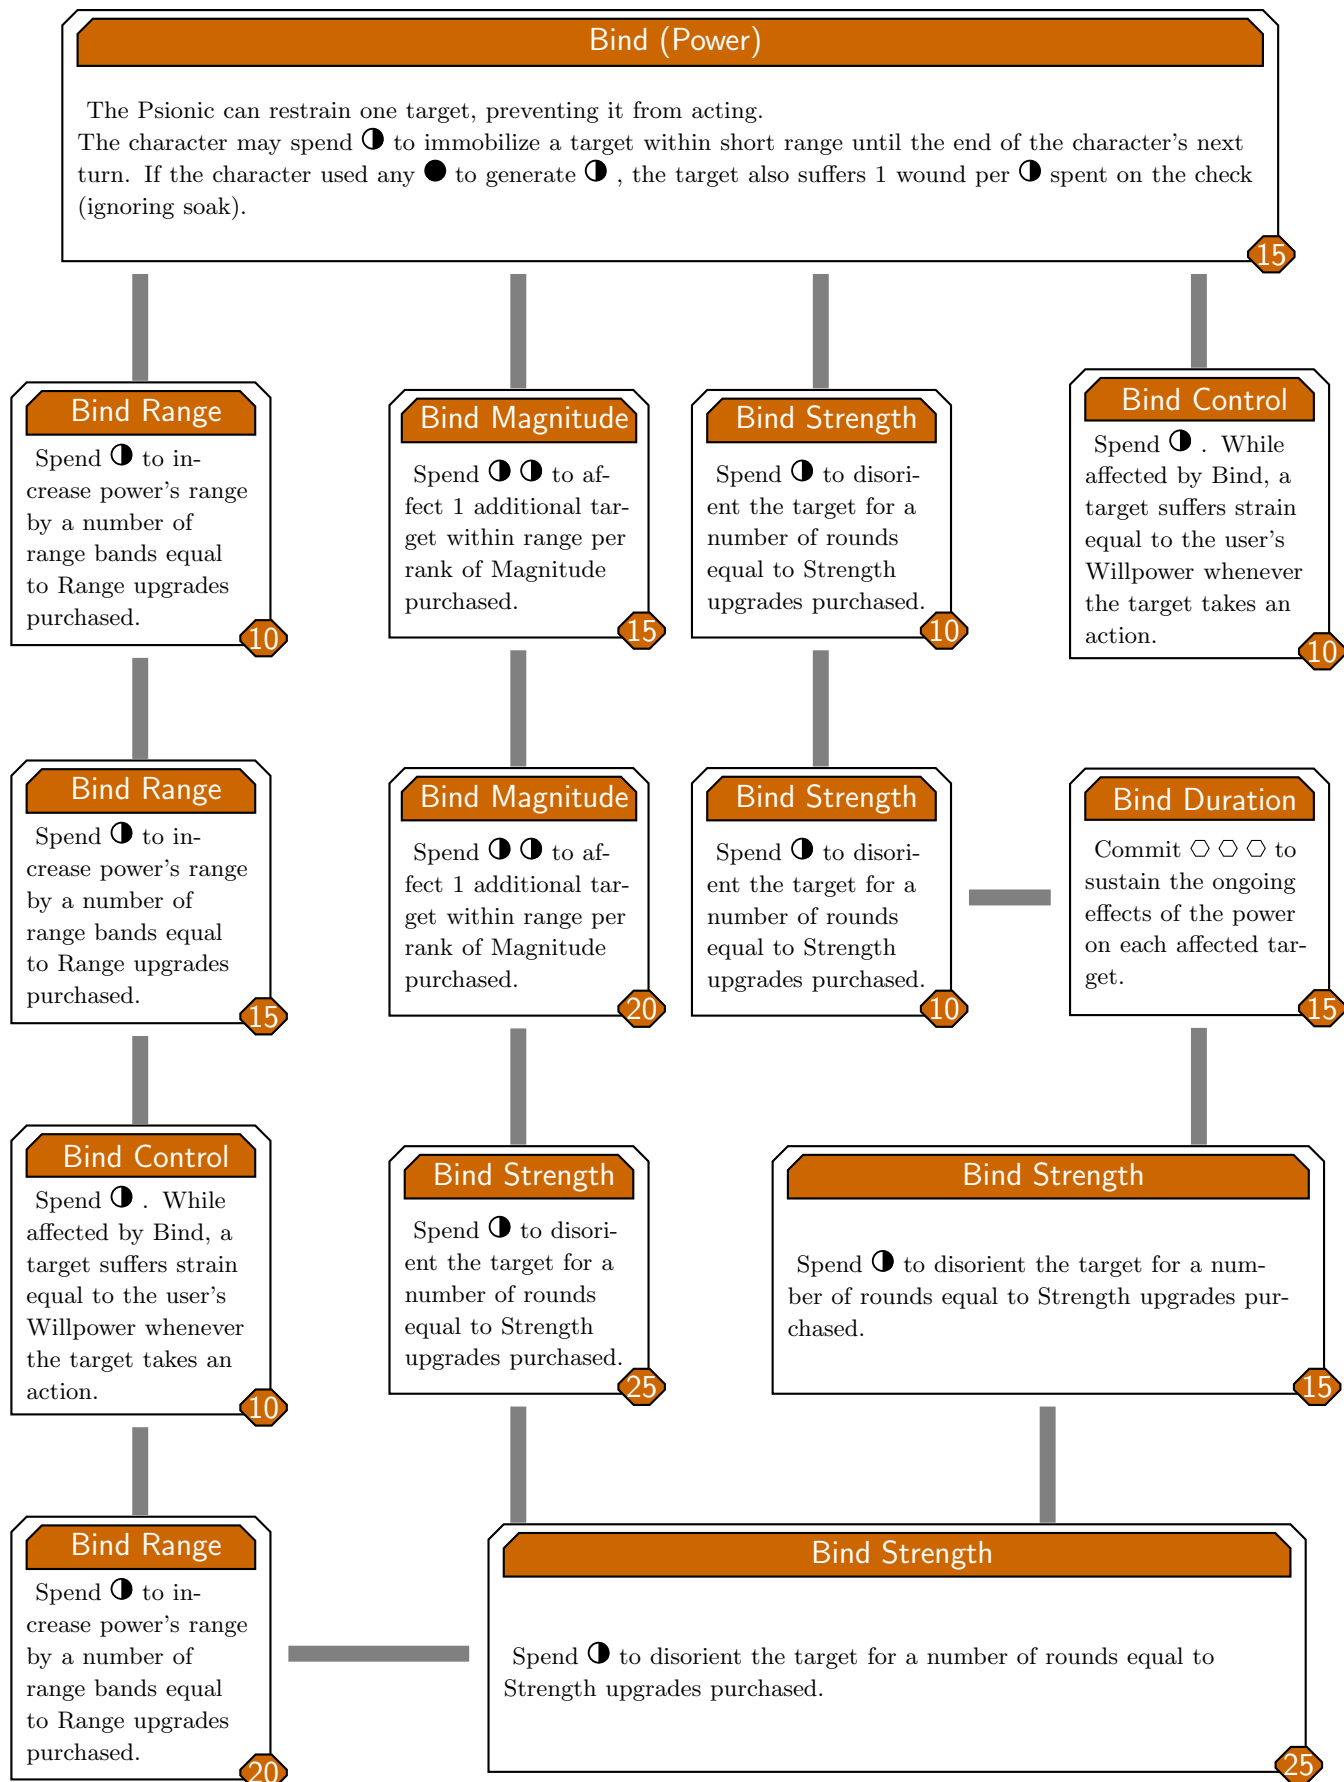 Bind (Power)
The Psionic can restrain one target, preventing it from acting.
The character may spend ◑ to immobilize a target within short range until the end of the character's next
turn. If the character used any ● to generate ◑ , the target also suffers 1 wound per ◑ spent on the check
(ignoring soak).
15
Bind Range
Spend ◑ to in-
crease power's range
by a number of
range bands equal
to Range upgrades
purchased.
10
Bind Magnitude
Spend ◑ ◑ to af-
fect 1 additional tar-
get within range per
rank of Magnitude
purchased.
15
Bind Strength
Spend ◑ to disori-
ent the target for a
number of rounds
equal to Strength
upgrades purchased.
10
Bind Control
Spend ◑ . While
affected by Bind, a
target suffers strain
equal to the user's
Willpower whenever
the target takes an
action.
10
Bind Range
Spend ◑ to in-
crease power's range
by a number of
range bands equal
to Range upgrades
purchased.
15
Bind Magnitude
Spend ◑ ◑ to af-
fect 1 additional tar-
get within range per
rank of Magnitude
purchased.
20
Bind Strength
Spend ◑ to disori-
ent the target for a
number of rounds
equal to Strength
upgrades purchased.
10
Bind Duration
Commit ⬡ ⬡ ⬡ to
sustain the ongoing
effects of the power
on each affected tar-
get.
15
Bind Control
Spend ◑ . While
affected by Bind, a
target suffers strain
equal to the user's
Willpower whenever
the target takes an
action.
10
Bind Strength
Spend ◑ to disori-
ent the target for a
number of rounds
equal to Strength
upgrades purchased.
25
Bind Strength
Spend ◑ to disorient the target for a num-
ber of rounds equal to Strength upgrades pur-
chased.
15
Bind Range
Spend ◑ to in-
crease power's range
by a number of
range bands equal
to Range upgrades
purchased.
20
Bind Strength
Spend ◑ to disorient the target for a number of rounds equal to
Strength upgrades purchased.
25